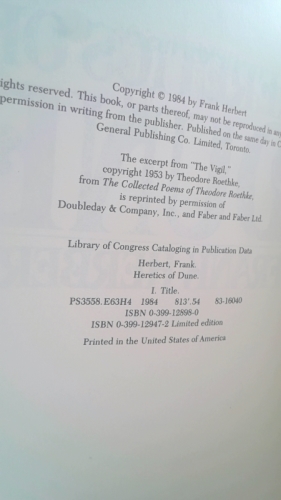 Copyright © 1984 by Frank Herbert
rights reserved. This book, or parts thereof, may not be reproduced in any
permission in writing from the publisher. Published on the same day in
General Publishing Co. Limited, Toronto.
The excerpt from "The Vigil,"
copyright 1953 by Theodore Roethke,
from The Collected Poems of Theodore Roethke,
is reprinted by permission of
Doubleday & Company, Inc., and Faber and Faber Ltd.
Library of Congress Cataloging in Publication Data
Herbert, Frank.
Heretics of Dune.
I. Title.
PS3558.E63H4 1984 813'.54 83-16040
ISBN 0-399-12898-0
ISBN 0-399-12947-2 Limited edition
Printed in the United States of America